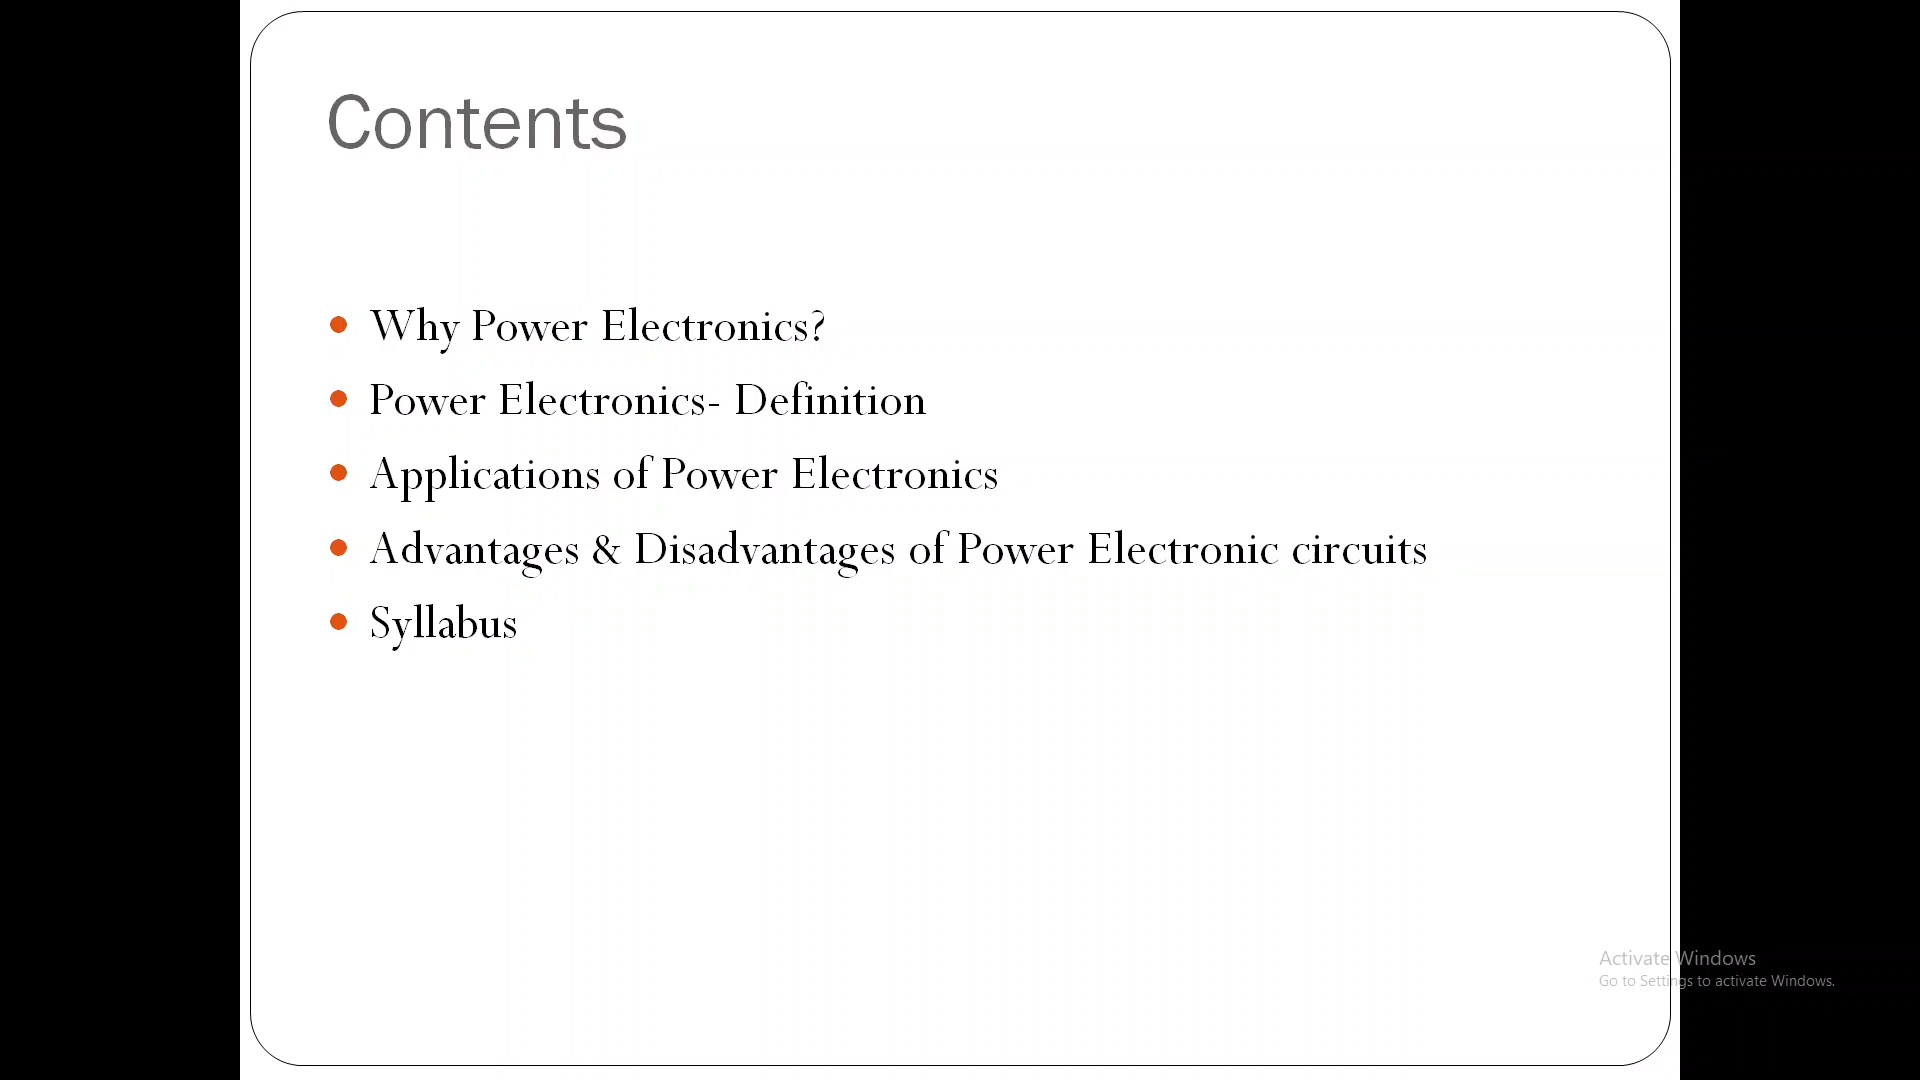 Contents
Why Power Electronics?
Power Electronics- Definition
Applications of Power Electronics
Advantages & Disadvantages of Power Electronic circuits
Syllabus
Activate Windows
Go to Settings to activate Windows.